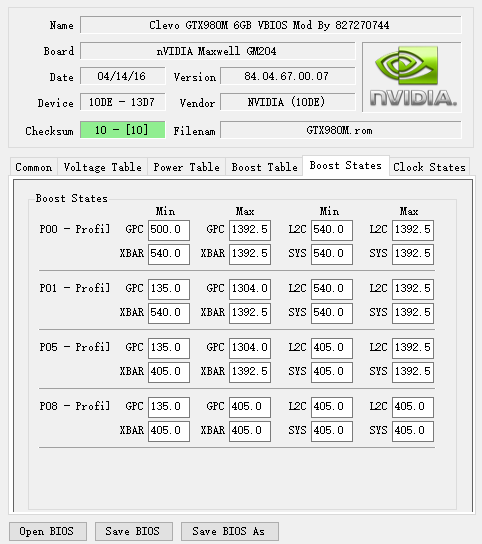 Name Clevo GTX980M 6GB VBIOS Mod By 827270744
Board nVIDIA Maxwell GM204
Date 04/14/16 Version 84.04.67.00.07
Device 10DE - 13D7 Vendor NVIDIA (10DE)
Checksum 10 - [10] Filenam GTX980M.rom
nVIDIA.
Common Voltage Table Power Table Boost Table Boost States Clock States
Boost States
Min Max Min Max
P00 - Profil GPC 500.0 GPC 1392.5 L2C 540.0 L2C 1392.5
XBAR 540.0 XBAR 1392.5 SYS 540.0 SYS 1392.5
P01 - Profil GPC 135.0 GPC 1304.0 L2C 540.0 L2C 1392.5
XBAR 540.0 XBAR 1392.5 SYS 540.0 SYS 1392.5
P05 - Profil GPC 135.0 GPC 1304.0 L2C 405.0 L2C 1392.5
XBAR 405.0 XBAR 1392.5 SYS 405.0 SYS 1392.5
P08 - Profil GPC 135.0 GPC 405.0 L2C 405.0 L2C 405.0
XBAR 405.0 XBAR 405.0 SYS 405.0 SYS 405.0
Open BIOS Save BIOS Save BIOS As